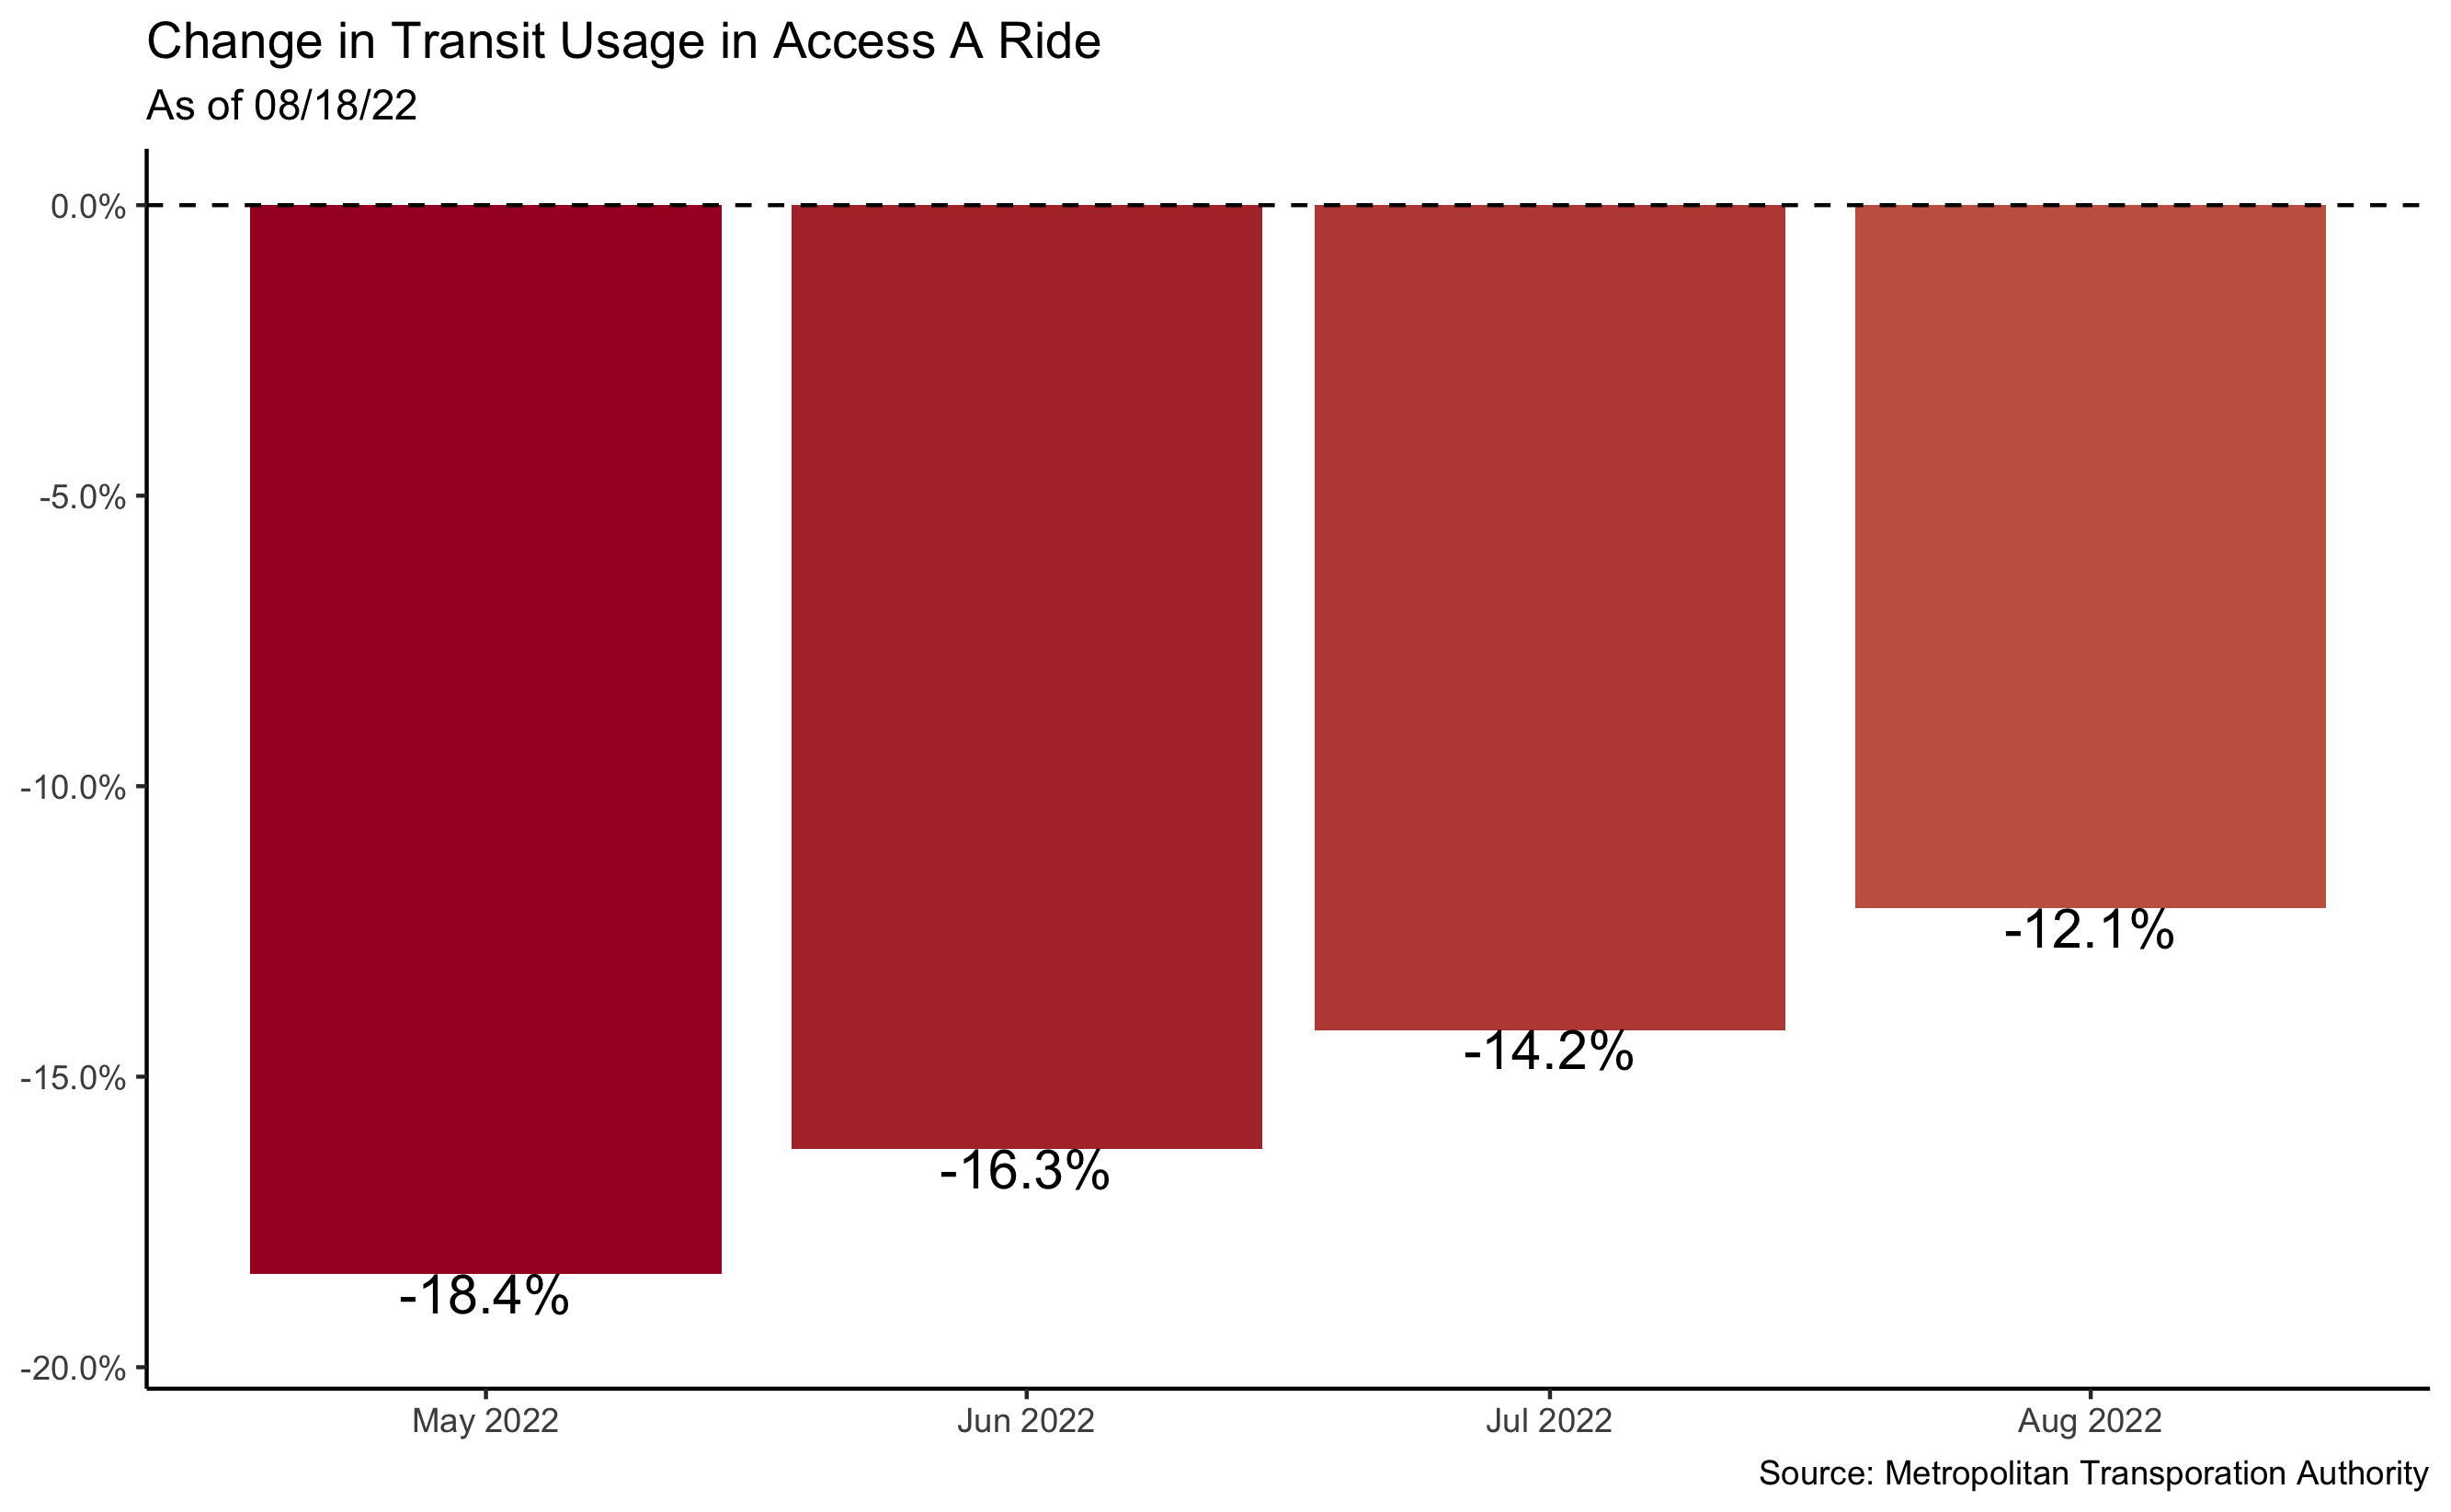 Change in Transit Usage in Access A Ride
As of 08/18/22
0.0%
-5.0%
-10.0%
-15.0%
-20.0%
-18.4%
-16.3%
-14.2%
-12.1%
May 2022
Jun 2022
Jul 2022
Aug 2022
Source: Metropolitan Transporation Authority